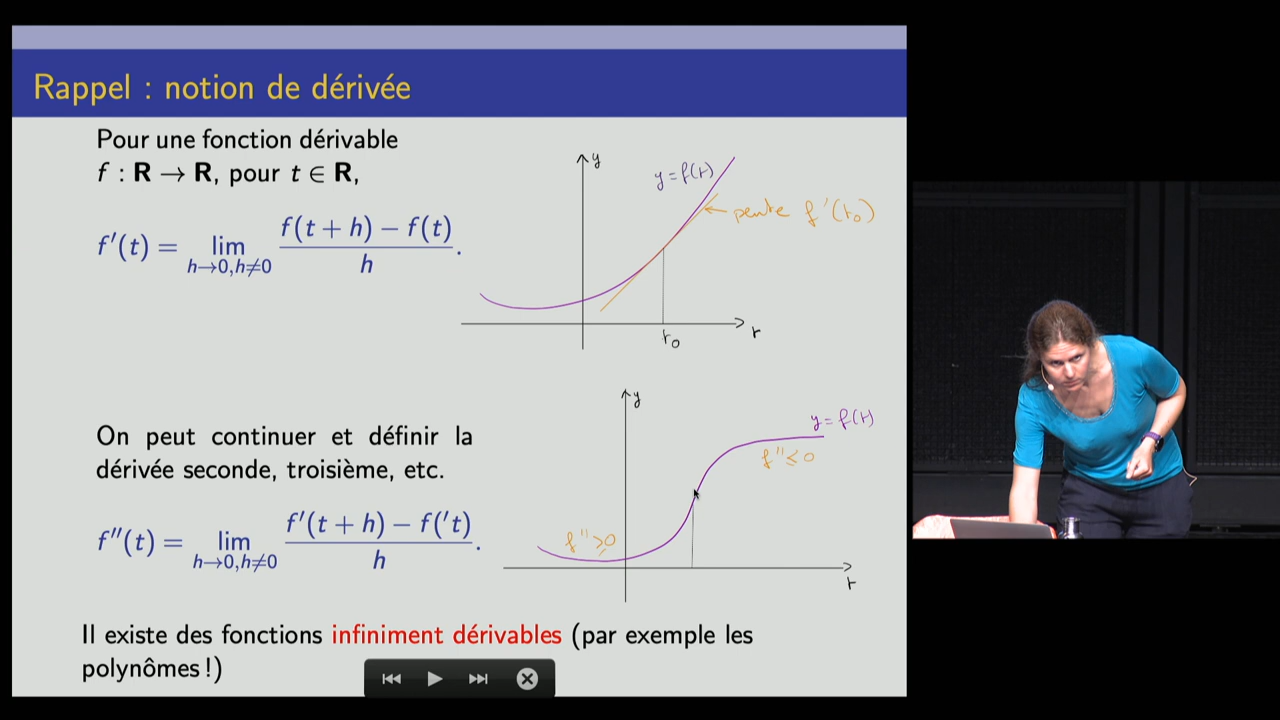 Rappel : notion de dérivée
Pour une fonction dérivable
f : R → R, pour t ∈ R,
f′(t) = lim h→0,h≠0 f(t + h) − f(t) / h .
y
y = f(t)
pente f'(t₀)
t₀
t
On peut continuer et définir la
dérivée seconde, troisième, etc.
f″(t) = lim h→0,h≠0 f′(t + h) − f(′t) / h .
y
y = f(t)
f'' ≤ 0
f'' ≥ 0
t
Il existe des fonctions infiniment dérivables (par exemple les
polynômes !)